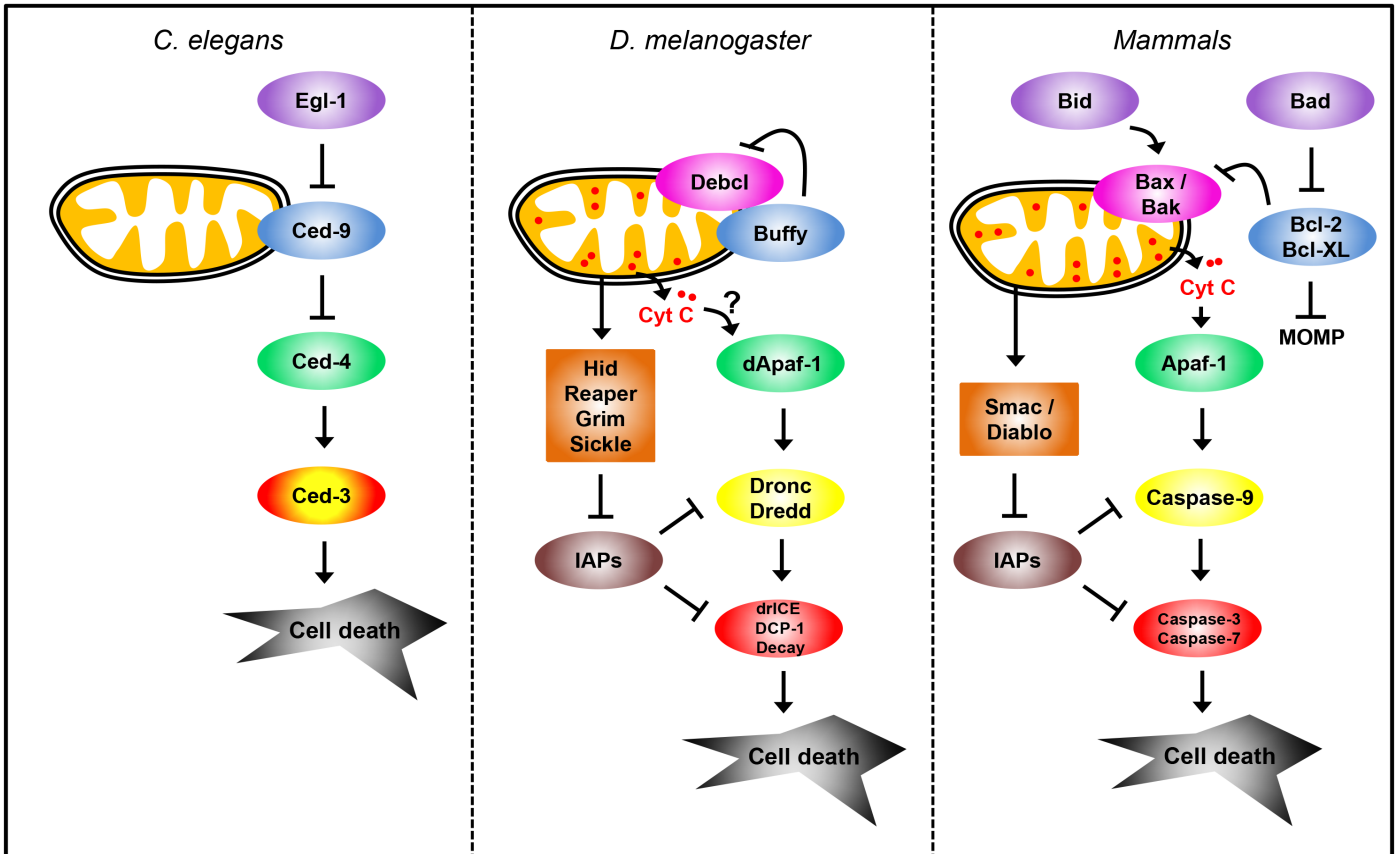 C. elegans
Egl-1
Ced-9
Ced-4
Ced-3
Cell death
D. melanogaster
Debcl
Buffy
Cyt C
?
Hid
Reaper
Grim
Sickle
dApaf-1
Dronc
Dredd
IAPs
drICE
DCP-1
Decay
Cell death
Mammals
Bid
Bad
Bax /
Bak
Bcl-2
Bcl-XL
Cyt C
MOMP
Apaf-1
Smac /
Diablo
Caspase-9
IAPs
Caspase-3
Caspase-7
Cell death